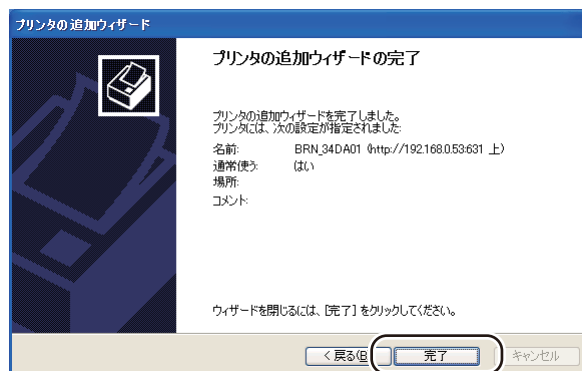 プリンタの追加ウィザード
プリンタの追加ウィザードの完了
プリンタの追加ウィザードを完了しました。
プリンタには、次の設定が指定されました:
名前: BRN_34DA01 (http://192.168.0.53:631 上)
通常使う: はい
場所:
コメント:
ウィザードを閉じるには、[完了] をクリックしてください。
< 戻る(B) 完了 キャンセル